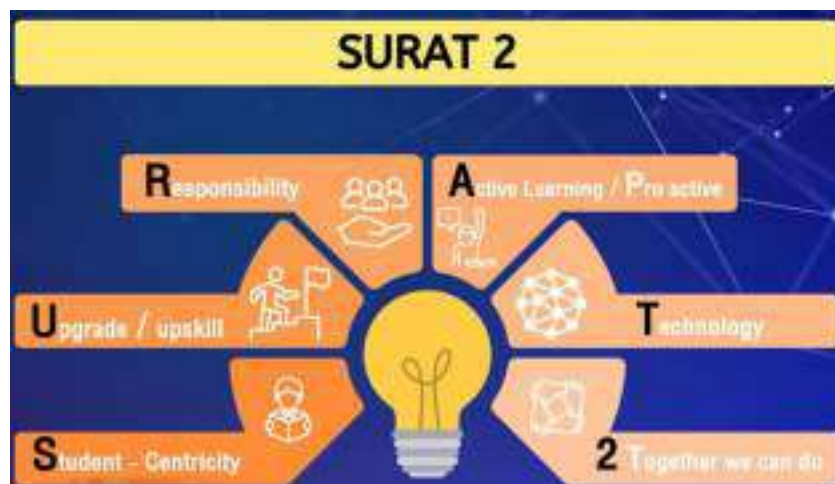 SURAT 2
Responsibility
Active Learning / Pro active
Upgrade / upskill
Technology
Student - Centricity
2 Together we can do